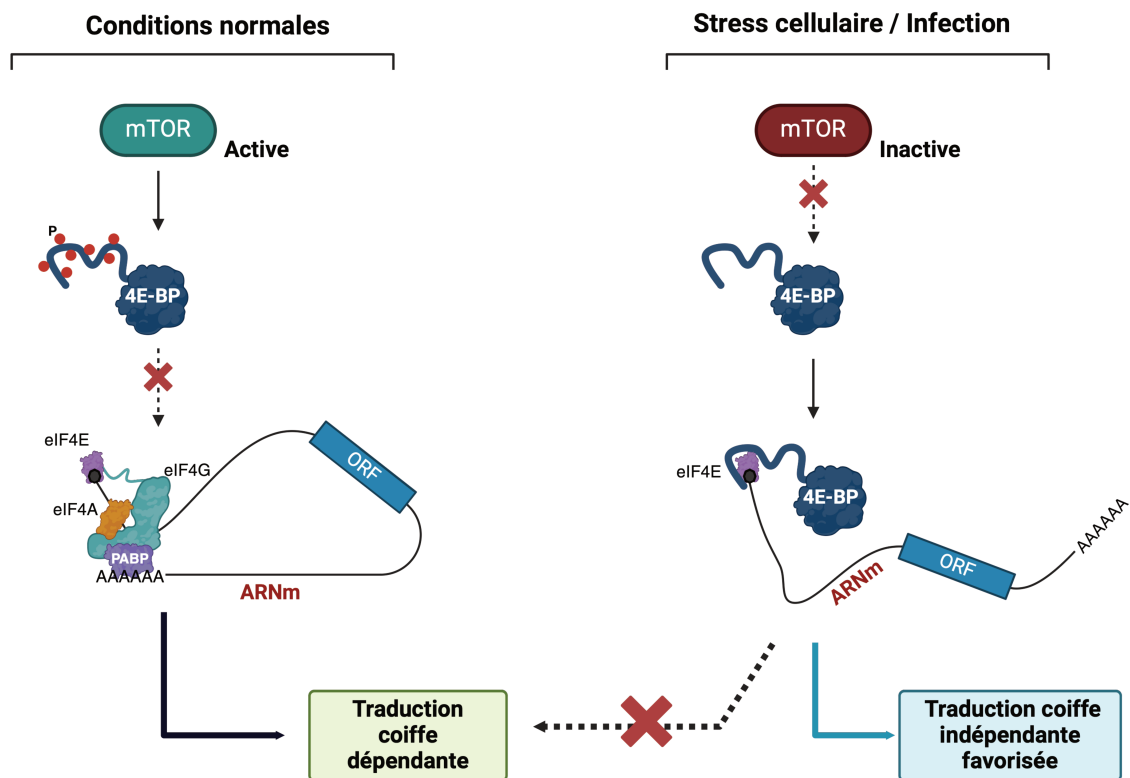 Conditions normales
mTOR
Active
P
4E-BP
eIF4E
eIF4G
eIF4A
PABP
AAAAAA
ORF
ARNm
Traduction
coiffe
dépendante
Stress cellulaire / Infection
mTOR
Inactive
4E-BP
eIF4E
4E-BP
ORF
ARNm
AAAAAA
Traduction coiffe
indépendante
favorisée